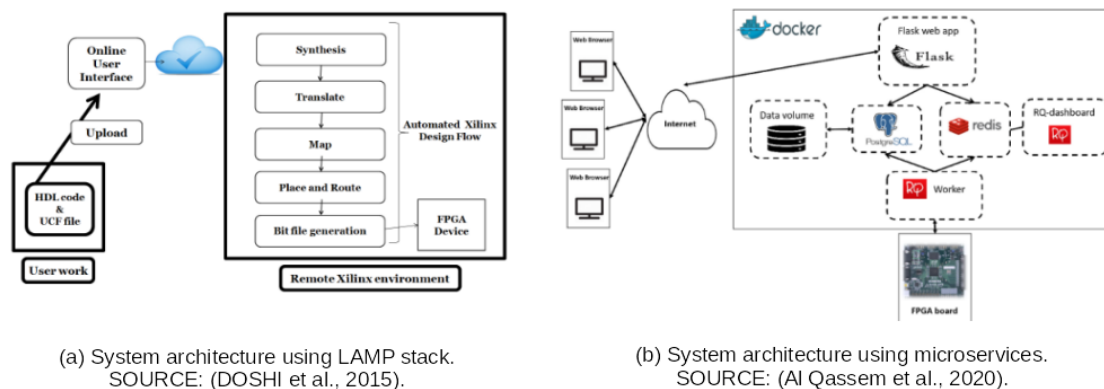 Online
User
Interface
Upload
HDL code
&
UCF file
User work
Synthesis
Translate
Map
Place and Route
Bit file generation
Automated Xilinx
Design Flow
FPGA
Device
Remote Xilinx environment
(a) System architecture using LAMP stack.
SOURCE: (DOSHI et al., 2015).
Web Browser
Web Browser
Web Browser
Internet
docker
Flask web app
Flask
Data volume
PostgreSQL
redis
RQ-dashboard
RQ
RQ Worker
FPGA board
(b) System architecture using microservices.
SOURCE: (Al Qassem et al., 2020).